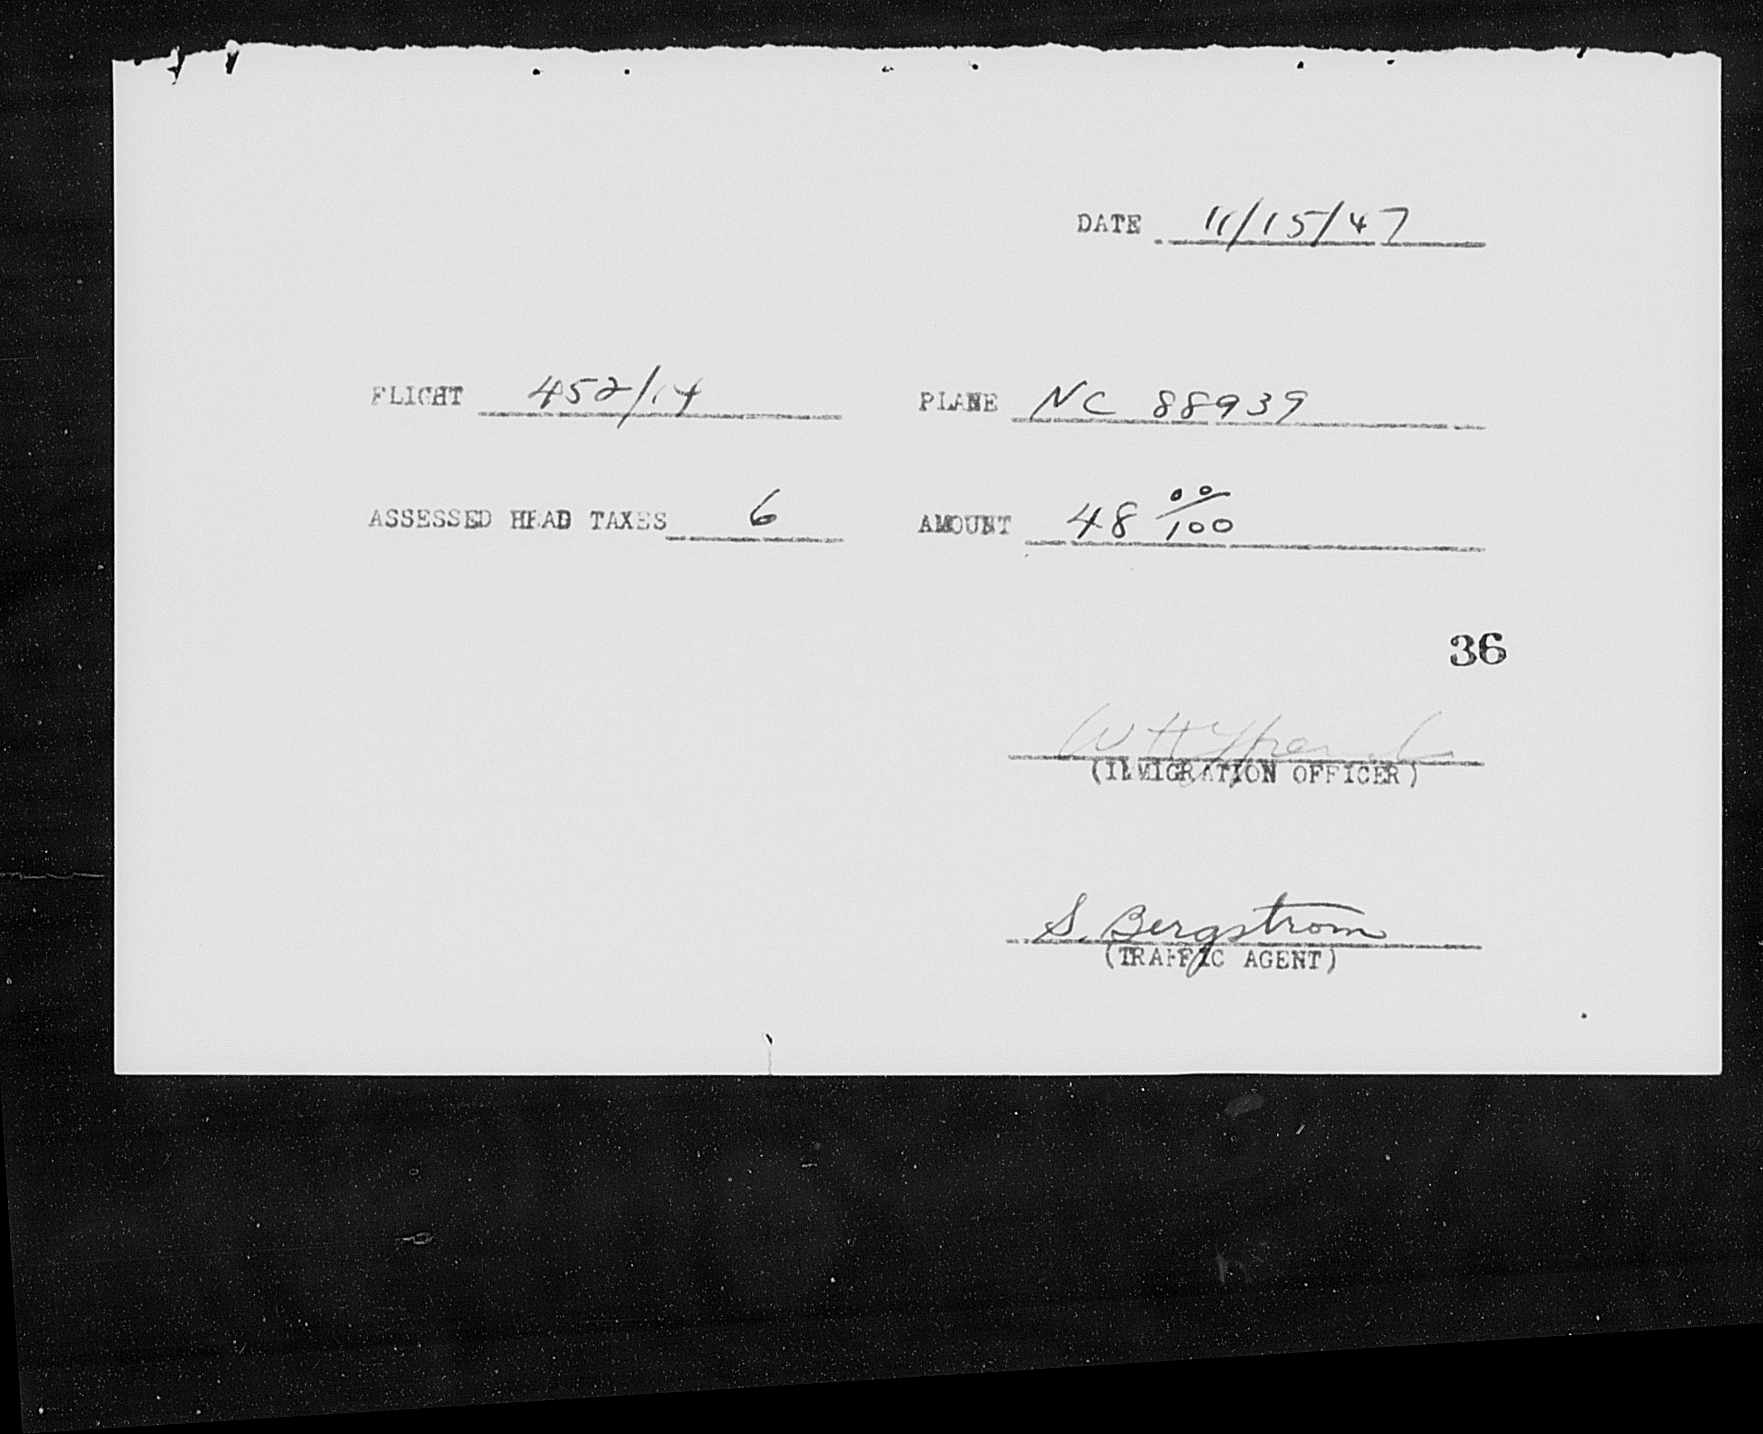 DATE 11/15/47
FLIGHT 452/14 PLANE NC 88939
ASSESSED HEAD TAXES 6 AMOUNT 48 00/100
36
W H
(IMMIGRATION OFFICER)
S. Bergstrom
(TRAFFIC AGENT)